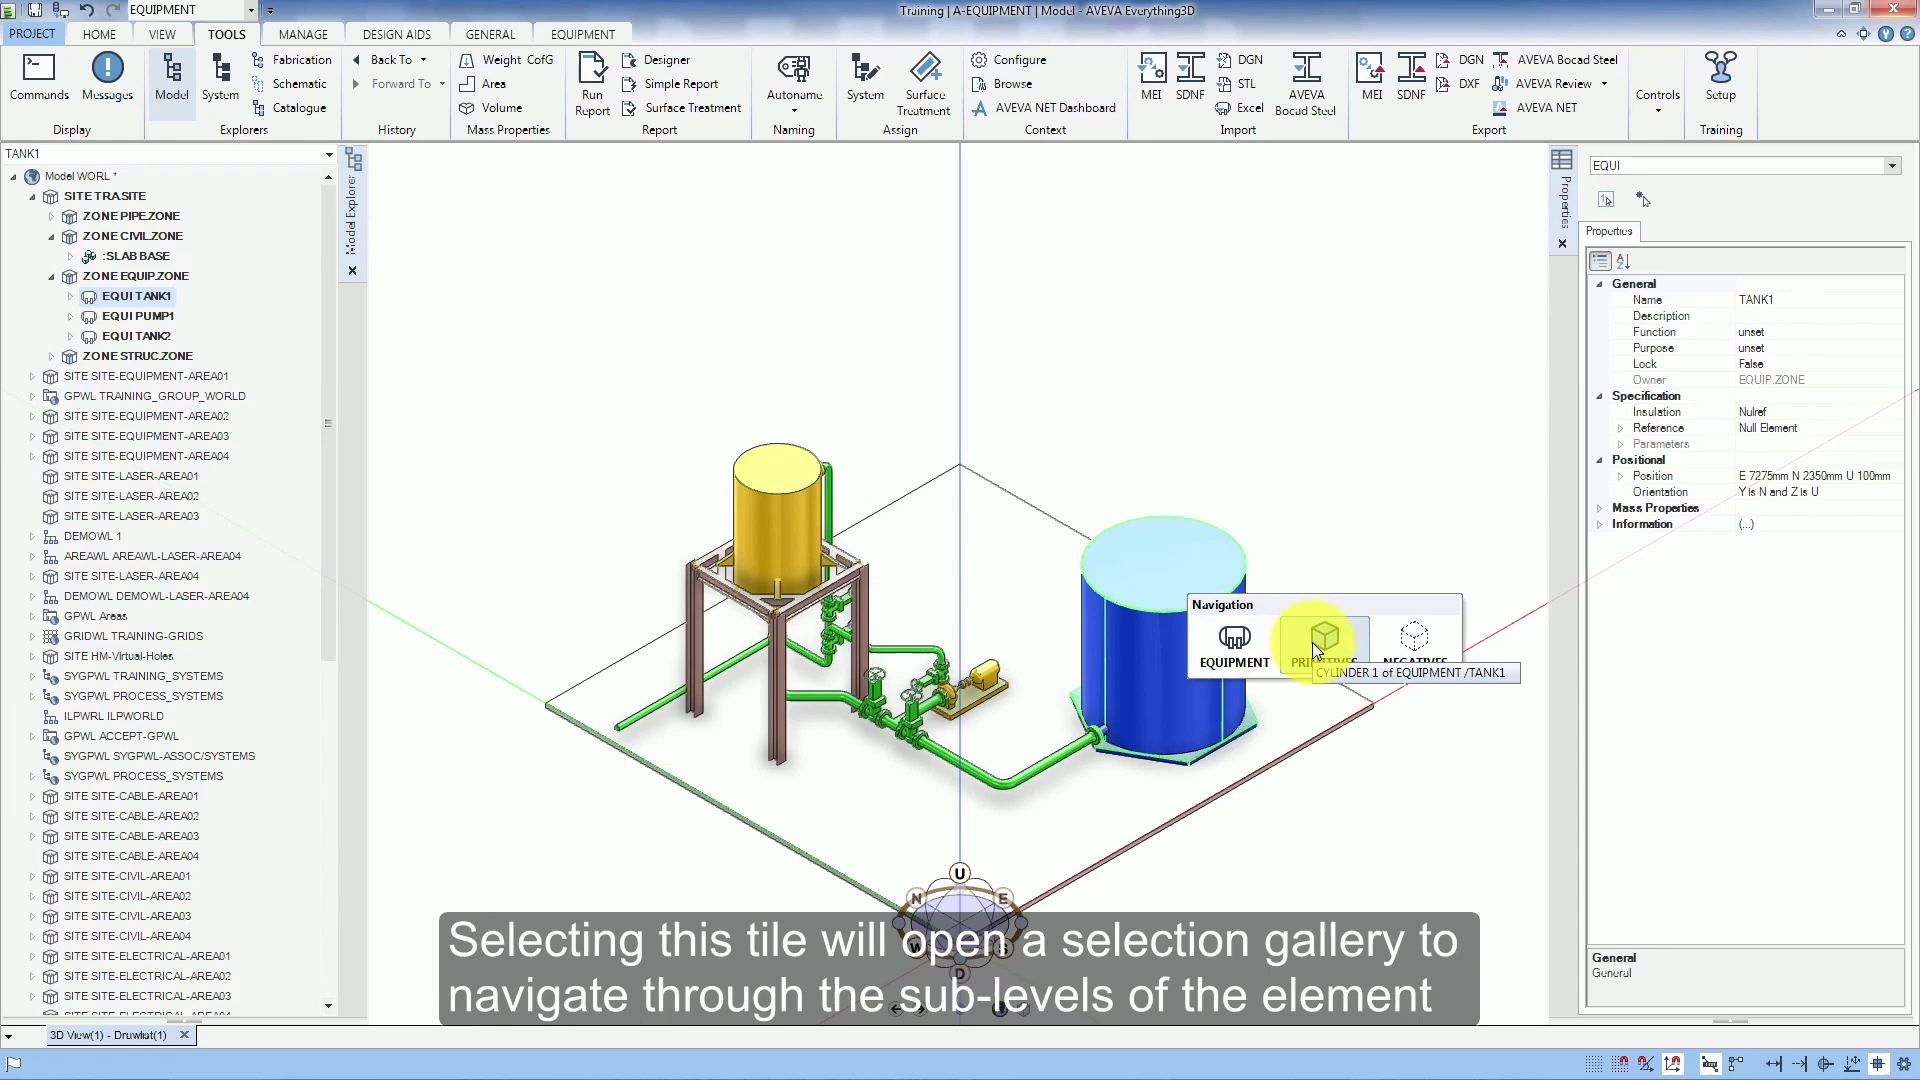 EQUIPMENT
Training | A-EQUIPMENT | Model - AVEVA Everything3D
PROJECT
HOME
VIEW
TOOLS
MANAGE
DESIGN AIDS
GENERAL
EQUIPMENT
Commands
Messages
Display
Model
System
Fabrication
Schematic
Catalogue
Explorers
Back To
Forward To
History
Weight CofG
Area
Volume
Mass Properties
Run
Report
Designer
Simple Report
Surface Treatment
Report
Autoname
Naming
System
Surface
Treatment
Assign
Configure
Browse
AVEVA NET Dashboard
Context
MEI
SDNF
DGN
STL
Excel
AVEVA
Bocad Steel
Import
MEI
SDNF
DGN
DXF
AVEVA Bocad Steel
AVEVA Review
AVEVA NET
Export
Controls
Setup
Training
TANK1
Model WORL *
SITE TRA.SITE
ZONE PIPE.ZONE
ZONE CIVIL.ZONE
:SLAB BASE
ZONE EQUIP.ZONE
EQUI TANK1
EQUI PUMP1
EQUI TANK2
ZONE STRUC.ZONE
SITE SITE-EQUIPMENT-AREA01
GPWL TRAINING_GROUP_WORLD
SITE SITE-EQUIPMENT-AREA02
SITE SITE-EQUIPMENT-AREA03
SITE SITE-EQUIPMENT-AREA04
SITE SITE-LASER-AREA01
SITE SITE-LASER-AREA02
SITE SITE-LASER-AREA03
DEMOWL 1
AREAWL AREAWL-LASER-AREA04
SITE SITE-LASER-AREA04
DEMOWL DEMOWL-LASER-AREA04
GPWL Areas
GRIDWL TRAINING-GRIDS
SITE HM-Virtual-Holes
SYGPWL TRAINING_SYSTEMS
SYGPWL PROCESS_SYSTEMS
ILPWRL ILPWORLD
GPWL ACCEPT-GPWL
SYGPWL SYGPWL-ASSOC/SYSTEMS
SYGPWL PROCESS_SYSTEMS
SITE SITE-CABLE-AREA01
SITE SITE-CABLE-AREA02
SITE SITE-CABLE-AREA03
SITE SITE-CABLE-AREA04
SITE SITE-CIVIL-AREA01
SITE SITE-CIVIL-AREA02
SITE SITE-CIVIL-AREA03
SITE SITE-CIVIL-AREA04
SITE SITE-ELECTRICAL-AREA01
SITE SITE-ELECTRICAL-AREA02
SITE SITE-ELECTRICAL-AREA03
Model Explorer
Navigation
EQUIPMENT
PRIMITIVES
NEGATIVES
CYLINDER 1 of EQUIPMENT /TANK1
U
N
E
W
D
Selecting this tile will open a selection gallery to
navigate through the sub-levels of the element
Properties
EQUI
Properties
General
Name TANK1
Description
Function unset
Purpose unset
Lock False
Owner EQUIP.ZONE
Specification
Insulation Nulref
Reference Null Element
Parameters
Positional
Position E 7275mm N 2350mm U 100mm
Orientation Y is N and Z is U
Mass Properties
Information (...)
General
General
3D View(1) - Drawlist(1)